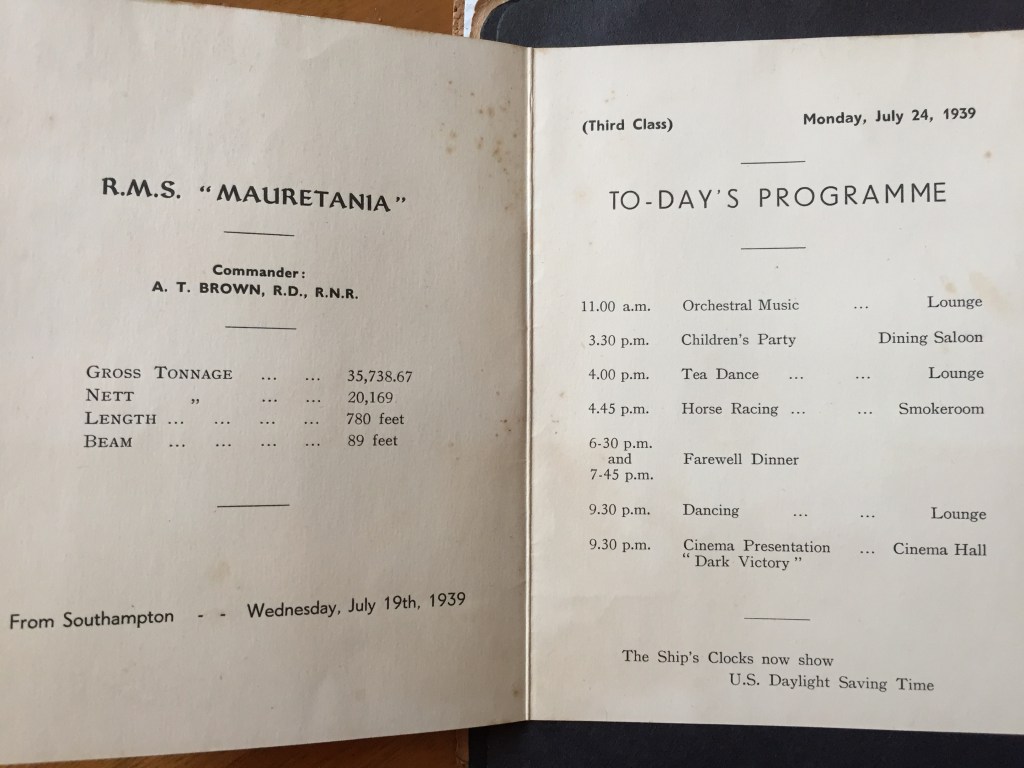 R.M.S. "MAURETANIA"
Commander:
A. T. BROWN, R.D., R.N.R.
GROSS TONNAGE ... ... 35,738.67
NETT „ ... ... 20,169
LENGTH ... ... ... ... 780 feet
BEAM ... ... ... ... 89 feet
From Southampton - - Wednesday, July 19th, 1939
(Third Class) Monday, July 24, 1939
TO-DAY'S PROGRAMME
11.00 a.m. Orchestral Music ... Lounge
3.30 p.m. Children's Party Dining Saloon
4.00 p.m. Tea Dance ... ... Lounge
4.45 p.m. Horse Racing ... ... Smokeroom
6-30 p.m.
and Farewell Dinner
7-45 p.m.
9.30 p.m. Dancing ... ... Lounge
9.30 p.m. Cinema Presentation ... Cinema Hall
"Dark Victory"
The Ship's Clocks now show
U.S. Daylight Saving Time